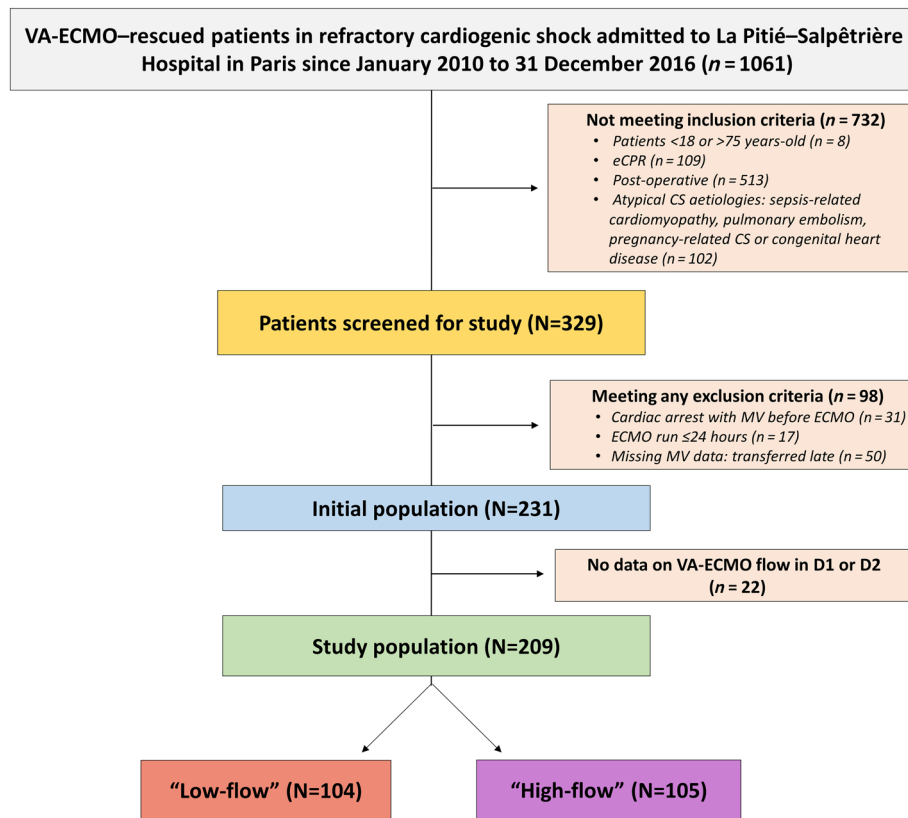 VA-ECMO–rescued patients in refractory cardiogenic shock admitted to La Pitié–Salpêtrière
Hospital in Paris since January 2010 to 31 December 2016 (n = 1061)
Not meeting inclusion criteria (n = 732)
• Patients <18 or >75 years-old (n = 8)
• eCPR (n = 109)
• Post-operative (n = 513)
• Atypical CS aetiologies: sepsis-related
cardiomyopathy, pulmonary embolism,
pregnancy-related CS or congenital heart
disease (n = 102)
Patients screened for study (N=329)
Meeting any exclusion criteria (n = 98)
• Cardiac arrest with MV before ECMO (n = 31)
• ECMO run ≤24 hours (n = 17)
• Missing MV data: transferred late (n = 50)
Initial population (N=231)
No data on VA-ECMO flow in D1 or D2
(n = 22)
Study population (N=209)
“Low-flow” (N=104)
“High-flow” (N=105)